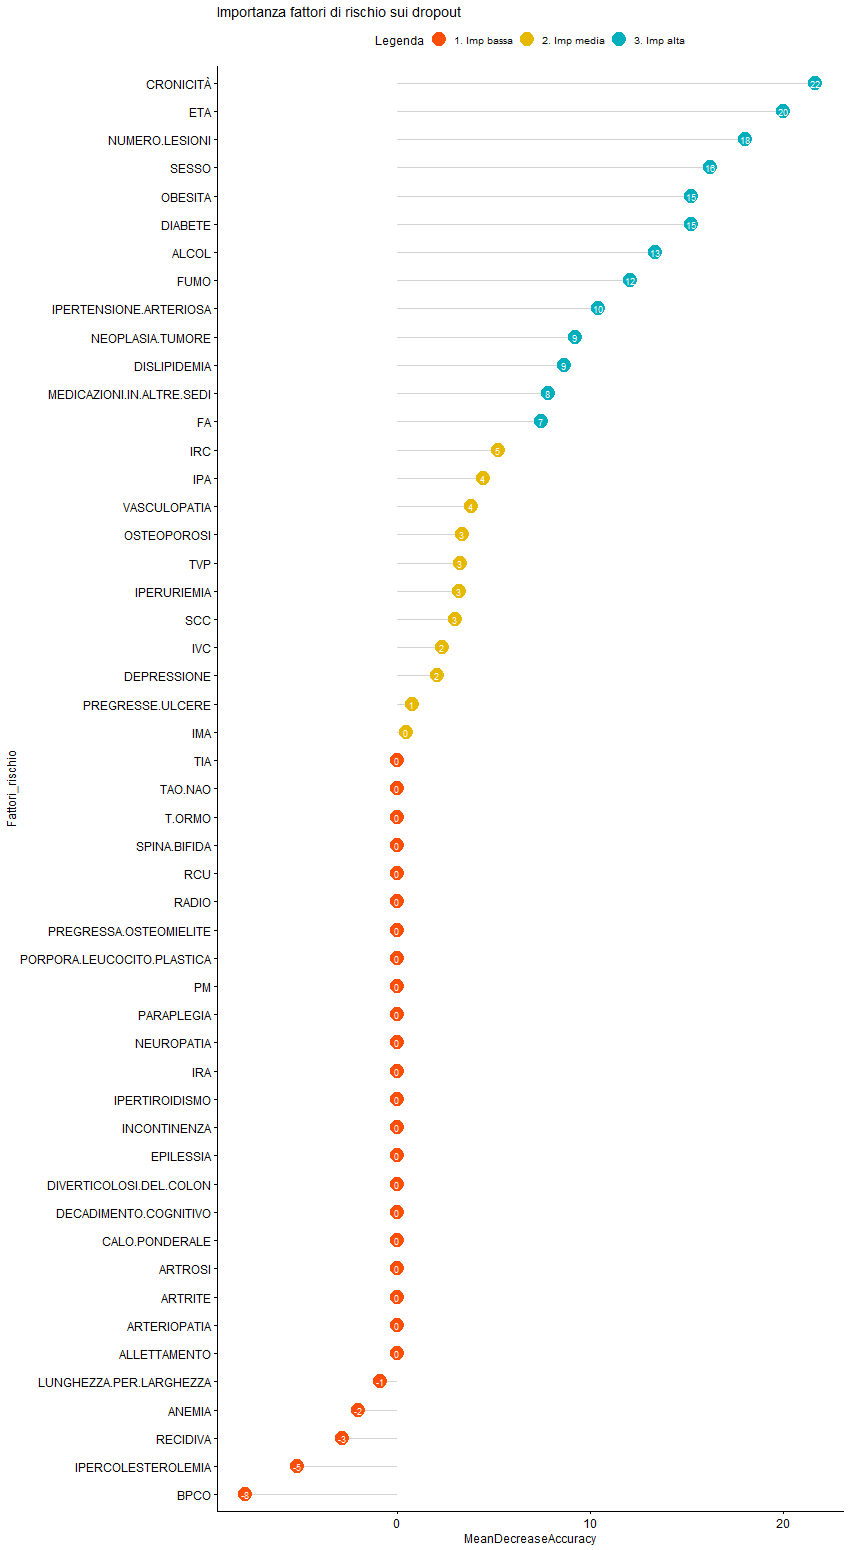 Importanza fattori di rischio sui dropout
Legenda 1. Imp bassa 2. Imp media 3. Imp alta
CRONICITÀ 22
ETA 20
NUMERO.LESIONI 18
SESSO 16
OBESITA 15
DIABETE 15
ALCOL 13
FUMO 12
IPERTENSIONE.ARTERIOSA 10
NEOPLASIA.TUMORE 9
DISLIPIDEMIA 9
MEDICAZIONI.IN.ALTRE.SEDI 8
FA 7
IRC 5
IPA 4
VASCULOPATIA 4
OSTEOPOROSI 3
TVP 3
IPERURIEMIA 3
SCC 3
IVC 2
DEPRESSIONE 2
PREGRESSE.ULCERE 1
IMA 0
TIA 0
TAO.NAO 0
T.ORMO 0
SPINA.BIFIDA 0
RCU 0
RADIO 0
PREGRESSA.OSTEOMIELITE 0
PORPORA.LEUCOCITO.PLASTICA 0
PM 0
PARAPLEGIA 0
NEUROPATIA 0
IRA 0
IPERTIROIDISMO 0
INCONTINENZA 0
EPILESSIA 0
DIVERTICOLOSI.DEL.COLON 0
DECADIMENTO.COGNITIVO 0
CALO.PONDERALE 0
ARTROSI 0
ARTRITE 0
ARTERIOPATIA 0
ALLETTAMENTO 0
LUNGHEZZA.PER.LARGHEZZA -1
ANEMIA -2
RECIDIVA -3
IPERCOLESTEROLEMIA -5
BPCO -8
Fattori_rischio
0 10 20
MeanDecreaseAccuracy